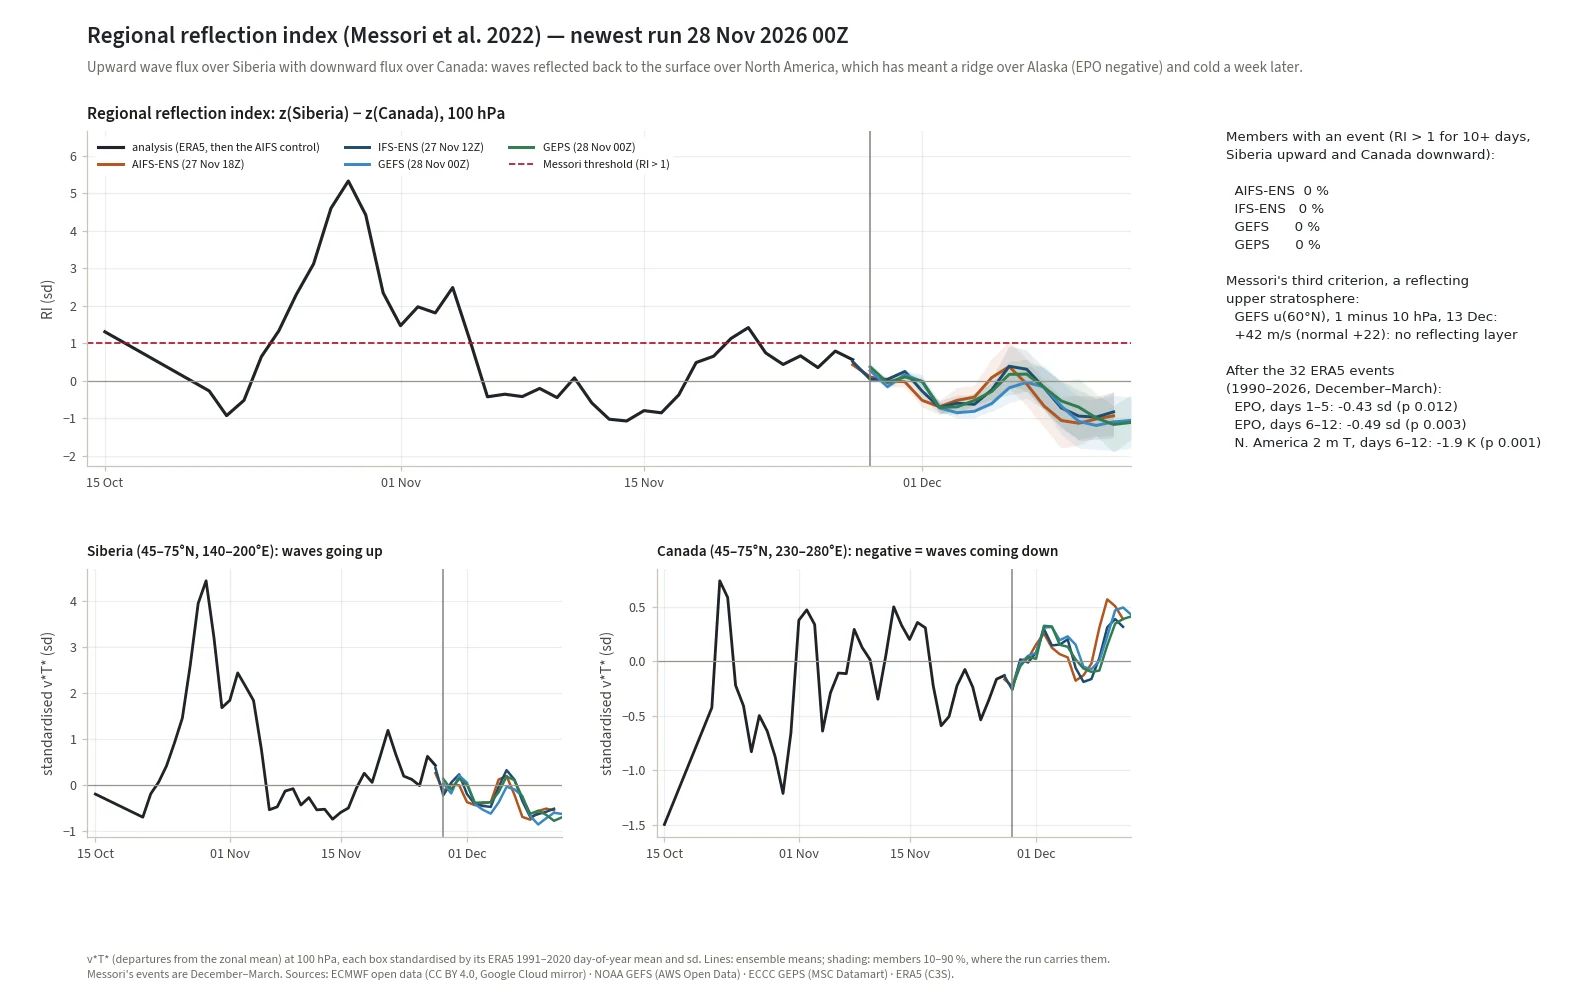 Regional reflection index (Messori et al. 2022) — newest run 28 Nov 2026 00Z
Upward wave flux over Siberia with downward flux over Canada: waves reflected back to the surface over North America, which has meant a ridge over Alaska (EPO negative) and cold a week later.
Regional reflection index: z(Siberia) − z(Canada), 100 hPa
analysis (ERA5, then the AIFS control)
AIFS-ENS (27 Nov 18Z)
IFS-ENS (27 Nov 12Z)
GEFS (28 Nov 00Z)
GEPS (28 Nov 00Z)
Messori threshold (RI > 1)
RI (sd)
6
5
4
3
2
1
0
−1
−2
15 Oct
01 Nov
15 Nov
01 Dec
Members with an event (RI > 1 for 10+ days,
Siberia upward and Canada downward):
AIFS-ENS 0 %
IFS-ENS 0 %
GEFS 0 %
GEPS 0 %
Messori's third criterion, a reflecting
upper stratosphere:
GEFS u(60°N), 1 minus 10 hPa, 13 Dec:
+42 m/s (normal +22): no reflecting layer
After the 32 ERA5 events
(1990–2026, December–March):
EPO, days 1–5: -0.43 sd (p 0.012)
EPO, days 6–12: -0.49 sd (p 0.003)
N. America 2 m T, days 6–12: -1.9 K (p 0.001)
Siberia (45–75°N, 140–200°E): waves going up
standardised v*T* (sd)
4
3
2
1
0
−1
15 Oct
01 Nov
15 Nov
01 Dec
Canada (45–75°N, 230–280°E): negative = waves coming down
standardised v*T* (sd)
0.5
0.0
−0.5
−1.0
−1.5
15 Oct
01 Nov
15 Nov
01 Dec
v*T* (departures from the zonal mean) at 100 hPa, each box standardised by its ERA5 1991–2020 day-of-year mean and sd. Lines: ensemble means; shading: members 10–90 %, where the run carries them.
Messori's events are December–March. Sources: ECMWF open data (CC BY 4.0, Google Cloud mirror) · NOAA GEFS (AWS Open Data) · ECCC GEPS (MSC Datamart) · ERA5 (C3S).